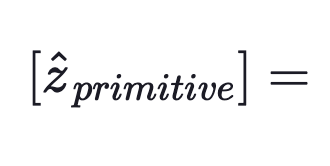 [ẑ_primitive] =